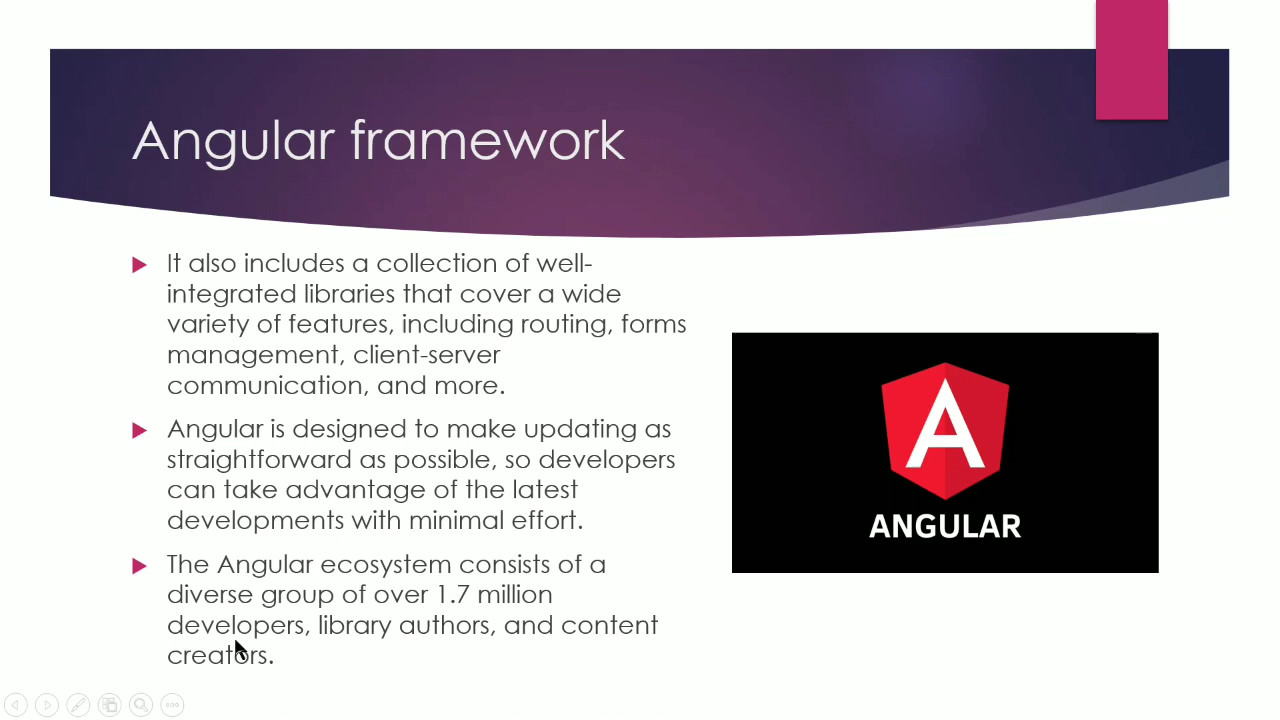 Angular framework
It also includes a collection of well-
integrated libraries that cover a wide
variety of features, including routing, forms
management, client-server
communication, and more.
Angular is designed to make updating as
straightforward as possible, so developers
can take advantage of the latest
developments with minimal effort.
The Angular ecosystem consists of a
diverse group of over 1.7 million
developers, library authors, and content
creators.
A
ANGULAR